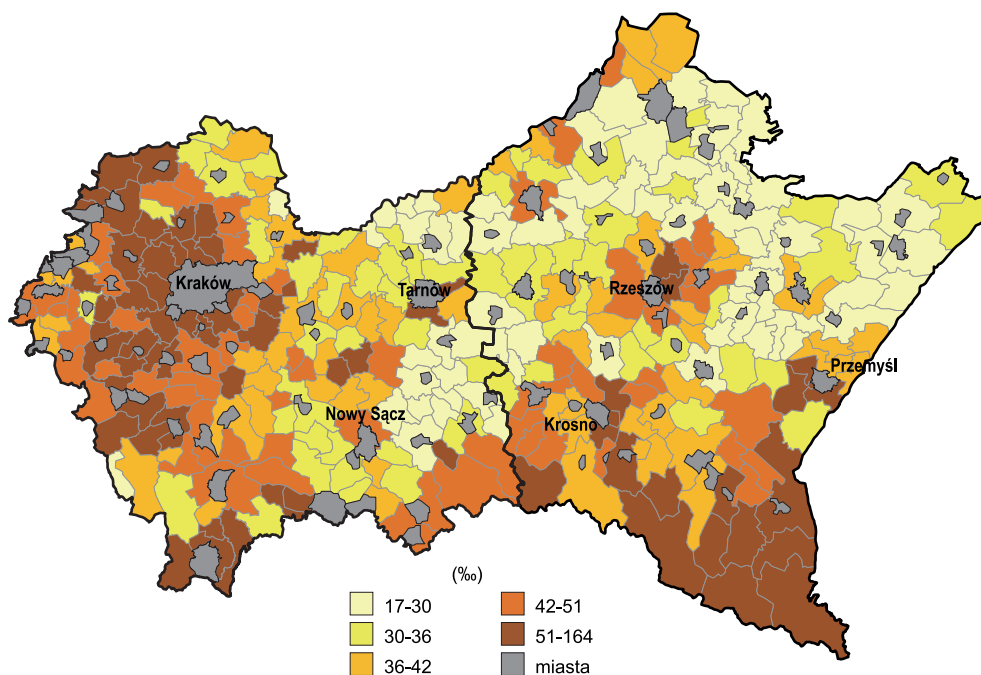 Kraków
Tarnów
Rzeszów
Przemyśl
Nowy Sącz
Krosno
(‰)
17-30
42-51
30-36
51-164
36-42
miasta